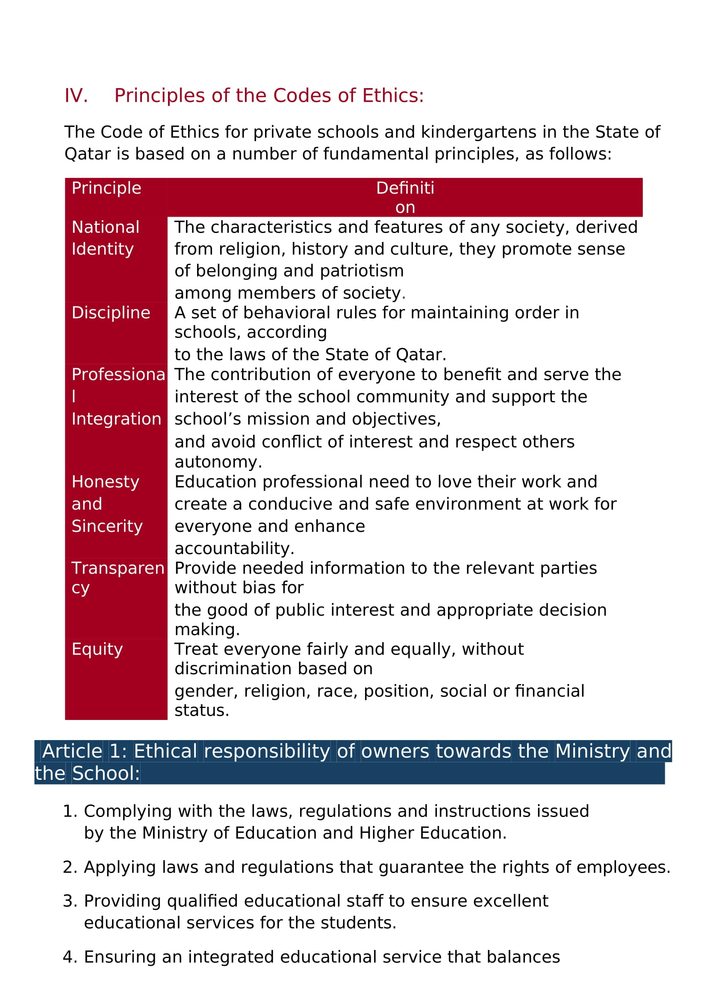 IV. Principles of the Codes of Ethics:
The Code of Ethics for private schools and kindergartens in the State of
Qatar is based on a number of fundamental principles, as follows:
Principle
Definiti
on
National
Identity
The characteristics and features of any society, derived
from religion, history and culture, they promote sense
of belonging and patriotism
among members of society.
Discipline
A set of behavioral rules for maintaining order in
schools, according
to the laws of the State of Qatar.
Professiona
l
Integration
The contribution of everyone to benefit and serve the
interest of the school community and support the
school’s mission and objectives,
and avoid conflict of interest and respect others
autonomy.
Honesty
and
Sincerity
Education professional need to love their work and
create a conducive and safe environment at work for
everyone and enhance
accountability.
Transparen
cy
Provide needed information to the relevant parties
without bias for
the good of public interest and appropriate decision
making.
Equity
Treat everyone fairly and equally, without
discrimination based on
gender, religion, race, position, social or financial
status.
Article 1: Ethical responsibility of owners towards the Ministry and
the School:
1. Complying with the laws, regulations and instructions issued
by the Ministry of Education and Higher Education.
2. Applying laws and regulations that guarantee the rights of employees.
3. Providing qualified educational staff to ensure excellent
educational services for the students.
4. Ensuring an integrated educational service that balances